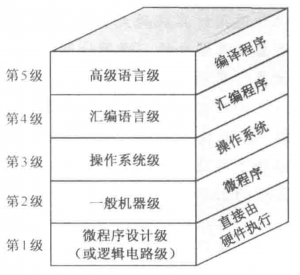 第5级 高级语言级 编译程序
第4级 汇编语言级 汇编程序
第3级 操作系统级 操作系统
第2级 一般机器级 微程序
第1级 微程序设计级 直接由
（或逻辑电路级） 硬件执行